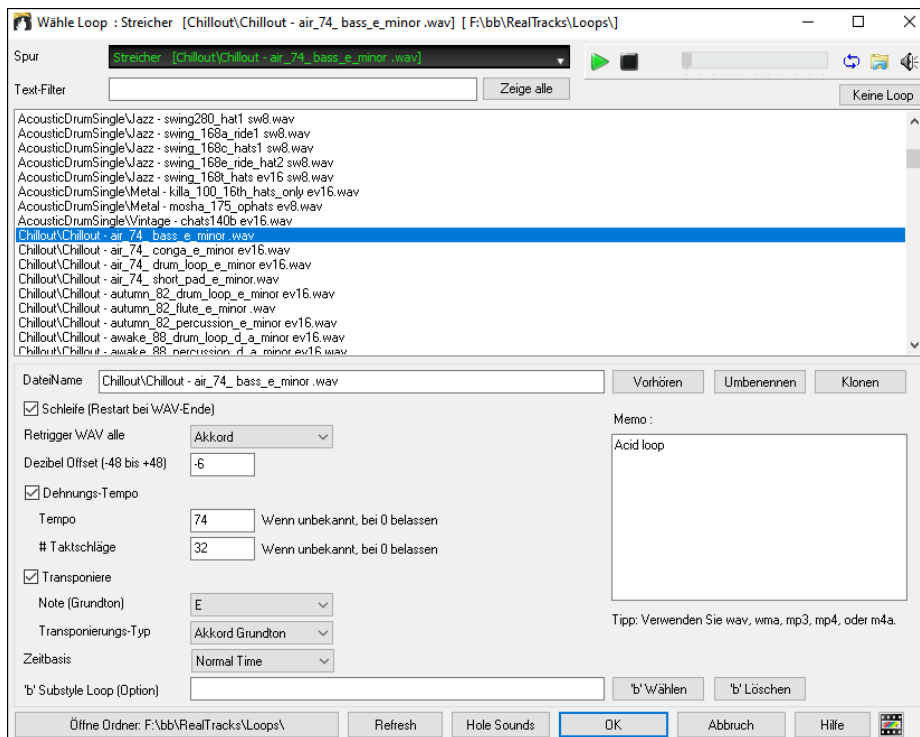 Wähle Loop : Streicher [Chillout\Chillout - air_74_ bass_e_minor .wav] [ F:\bb\RealTracks\Loops\]
Spur
Streicher [Chillout\Chillout - air_74_ bass_e_minor .wav]
Text-Filter
Zeige alle
Keine Loop
AcousticDrumSingle\Jazz - swing280_hat1 sw8.wav
AcousticDrumSingle\Jazz - swing_168a_ride1 sw8.wav
AcousticDrumSingle\Jazz - swing_168c_hats1 sw8.wav
AcousticDrumSingle\Jazz - swing_168e_ride_hat2 sw8.wav
AcousticDrumSingle\Jazz - swing_168t_hats ev16 sw8.wav
AcousticDrumSingle\Metal - killa_100_16th_hats_only ev16.wav
AcousticDrumSingle\Metal - mosha_175_ophats ev8.wav
AcousticDrumSingle\Vintage - chats140b ev16.wav
Chillout\Chillout - air_74_ bass_e_minor .wav
Chillout\Chillout - air_74_ conga_e_minor ev16.wav
Chillout\Chillout - air_74_ drum_loop_e_minor ev16.wav
Chillout\Chillout - air_74_ short_pad_e_minor.wav
Chillout\Chillout - autumn_82_drum_loop_e_minor ev16.wav
Chillout\Chillout - autumn_82_flute_e_minor .wav
Chillout\Chillout - autumn_82_percussion_e_minor ev16.wav
Chillout\Chillout - awake_88_drum_loop_d_a_minor ev16.wav
Chillout\Chillout - awake_88_percussion_d_a_minor ev16.wav
DateiName
Chillout\Chillout - air_74_ bass_e_minor .wav
Vorhören
Umbenennen
Klonen
Schleife (Restart bei WAV-Ende)
Memo :
Retrigger WAV alle
Akkord
Acid loop
Dezibel Offset (-48 bis +48)
-6
Dehnungs-Tempo
Tempo
74
Wenn unbekannt, bei 0 belassen
# Taktschläge
32
Wenn unbekannt, bei 0 belassen
Transponiere
Note (Grundton)
E
Tipp: Verwenden Sie wav, wma, mp3, mp4, oder m4a.
Transponierungs-Typ
Akkord Grundton
Zeitbasis
Normal Time
'b' Substyle Loop (Option)
'b' Wählen
'b' Löschen
Öffne Ordner: F:\bb\RealTracks\Loops\
Refresh
Hole Sounds
OK
Abbruch
Hilfe